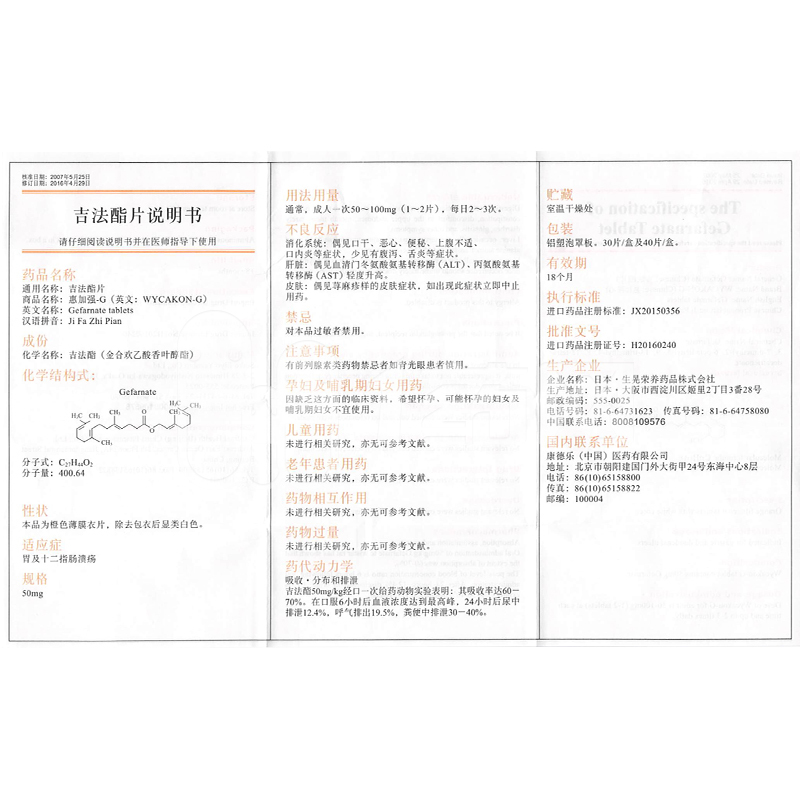 核准日期：2007年5月25日
修订日期：2016年4月29日
吉法酯片说明书
请仔细阅读说明书并在医师指导下使用
药品名称
通用名称：吉法酯片
商品名称：惠加强-G（英文：WYCAKON-G）
英文名称：Gefarnate tablets
汉语拼音：Ji Fa Zhi Pian
成份
化学名称：吉法酯（金合欢乙酸香叶醇酯）
化学结构式：
Gefarnate
H₃C CH₃ CH₃ O H₃C CH₃
CH₃ O CH₃
分子式：C₂₇H₄₄O₂
分子量：400.64
性状
本品为橙色薄膜衣片，除去包衣后显类白色。
适应症
胃及十二指肠溃疡
规格
50mg
用法用量
通常，成人一次50～100mg（1～2片），每日2～3次。
不良反应
消化系统：偶见口干、恶心、便秘、上腹不适，
口内炎等症状，少见有腹泻、舌炎等症状。
肝脏：偶见血清门冬氨酸氨基转移酶（ALT）、丙氨酸氨基
转移酶（AST）轻度升高。
皮肤：偶见荨麻疹样的皮肤症状，如出现此症状立即中止
用药。
禁忌
对本品过敏者禁用。
注意事项
有前列腺素类药物禁忌者如青光眼患者慎用。
孕妇及哺乳期妇女用药
因缺乏这方面的临床资料，希望怀孕、可能怀孕的妇女及
哺乳期妇女不宜使用。
儿童用药
未进行相关研究，亦无可参考文献。
老年患者用药
未进行相关研究，亦无可参考文献。
药物相互作用
未进行相关研究，亦无可参考文献。
药物过量
未进行相关研究，亦无可参考文献。
药代动力学
吸收·分布和排泄
吉法酯50mg/kg经口一次给药动物实验表明：其吸收率达60－
70%。在口服6小时后血液浓度达到最高峰，24小时后尿中
排泄12.4%，呼气排出19.5%，粪便中排泄30－40%。
贮藏
室温干燥处
包装
铝塑泡罩板。30片/盒及40片/盒。
有效期
18个月
执行标准
进口药品注册标准：JX20150356
批准文号
进口药品注册证号：H20160240
生产企业
企业名称：日本·生晃荣养药品株式会社
生产地址：日本·大阪市西淀川区姬里2丁目3番28号
邮政编码：555-0025
电话号码：81-6-64731623 传真号码：81-6-64758080
中国联系电话：8008109576
国内联系单位
康德乐（中国）医药有限公司
地址：北京市朝阳建国门外大街甲24号东海中心8层
电话：86(10)65158800
传真：86(10)65158822
邮编：100004